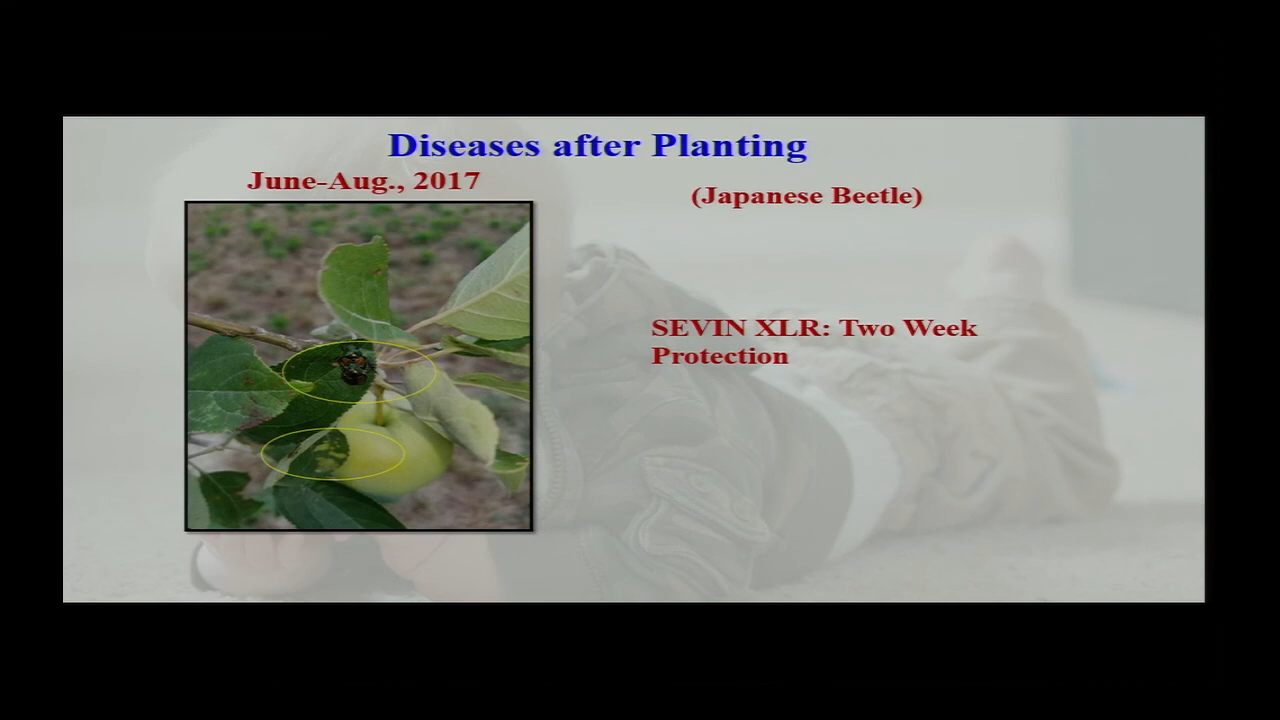 Diseases after Planting
June-Aug., 2017
(Japanese Beetle)
SEVIN XLR: Two Week
Protection